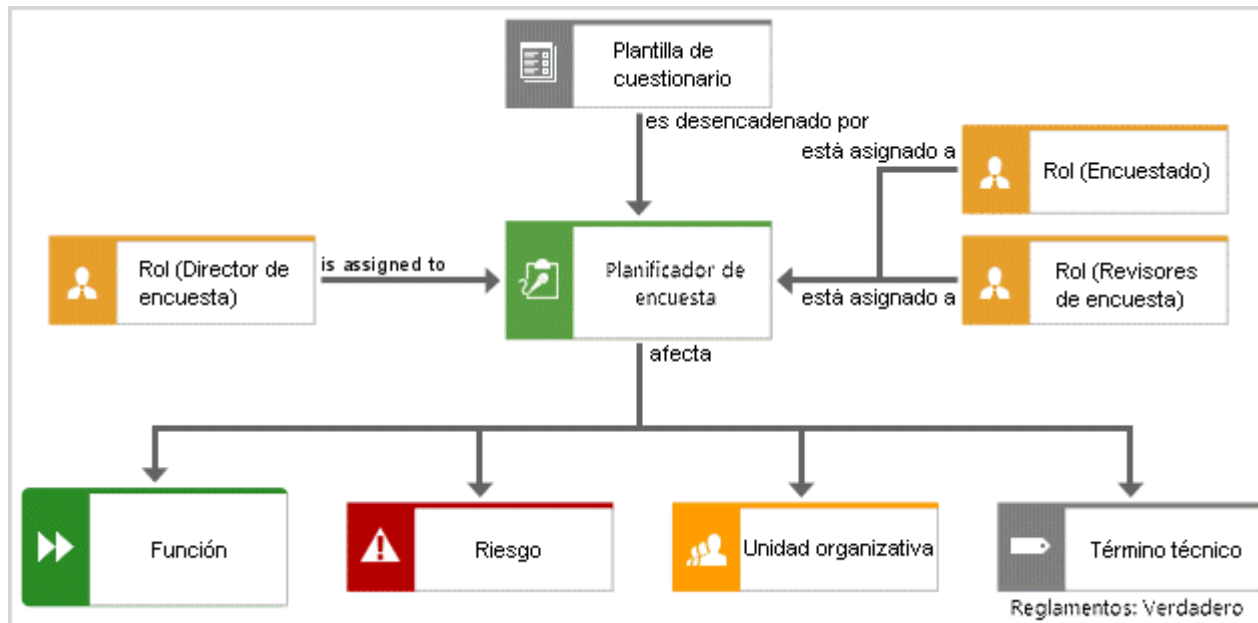 Plantilla de
cuestionario
es desencadenado por
está asignado a
Rol (Encuestado)
Rol (Director de
encuesta)
is assigned to
Planificador de
encuesta
Rol (Revisores
de encuesta)
está asignado a
afecta
Función
Riesgo
Unidad organizativa
Término técnico
Reglamentos: Verdadero